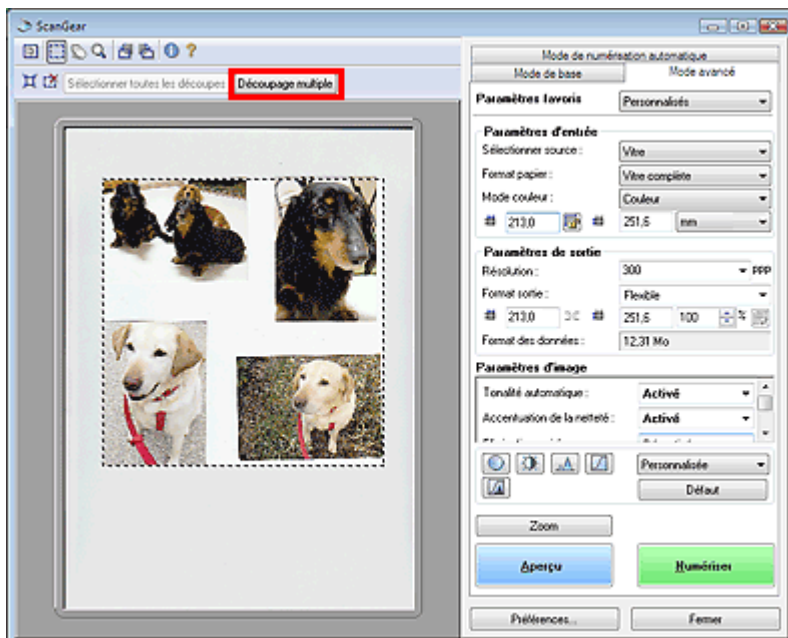 ScanGear
Sélectionner toutes les découpes
Découpage multiple
Mode de numérisation automatique
Mode de base
Mode avancé
Paramètres favoris
Personnalisés
Paramètres d'entrée
Sélectionner source :
Vitre
Format papier :
Vitre complète
Mode couleur :
Couleur
213,0
251,6
mm
Paramètres de sortie
Résolution :
300
PPP
Format sortie :
Flexible
213,0
251,6
100
%
Format des données :
12,31 Mo
Paramètres d'image
Tonalité automatique :
Activé
Accentuation de la netteté :
Activé
Personnalisée
Défaut
Zoom
Aperçu
Numériser
Préférences...
Fermer